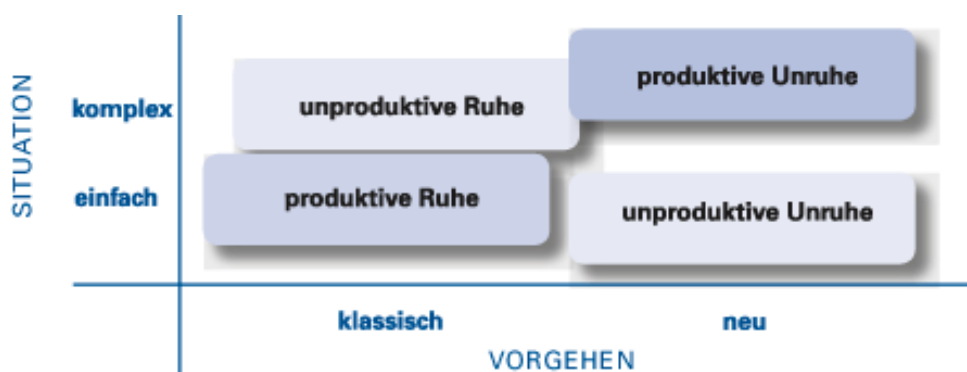 SITUATION
komplex
unproduktive Ruhe
produktive Unruhe
einfach
produktive Ruhe
unproduktive Unruhe
klassisch
neu
VORGEHEN